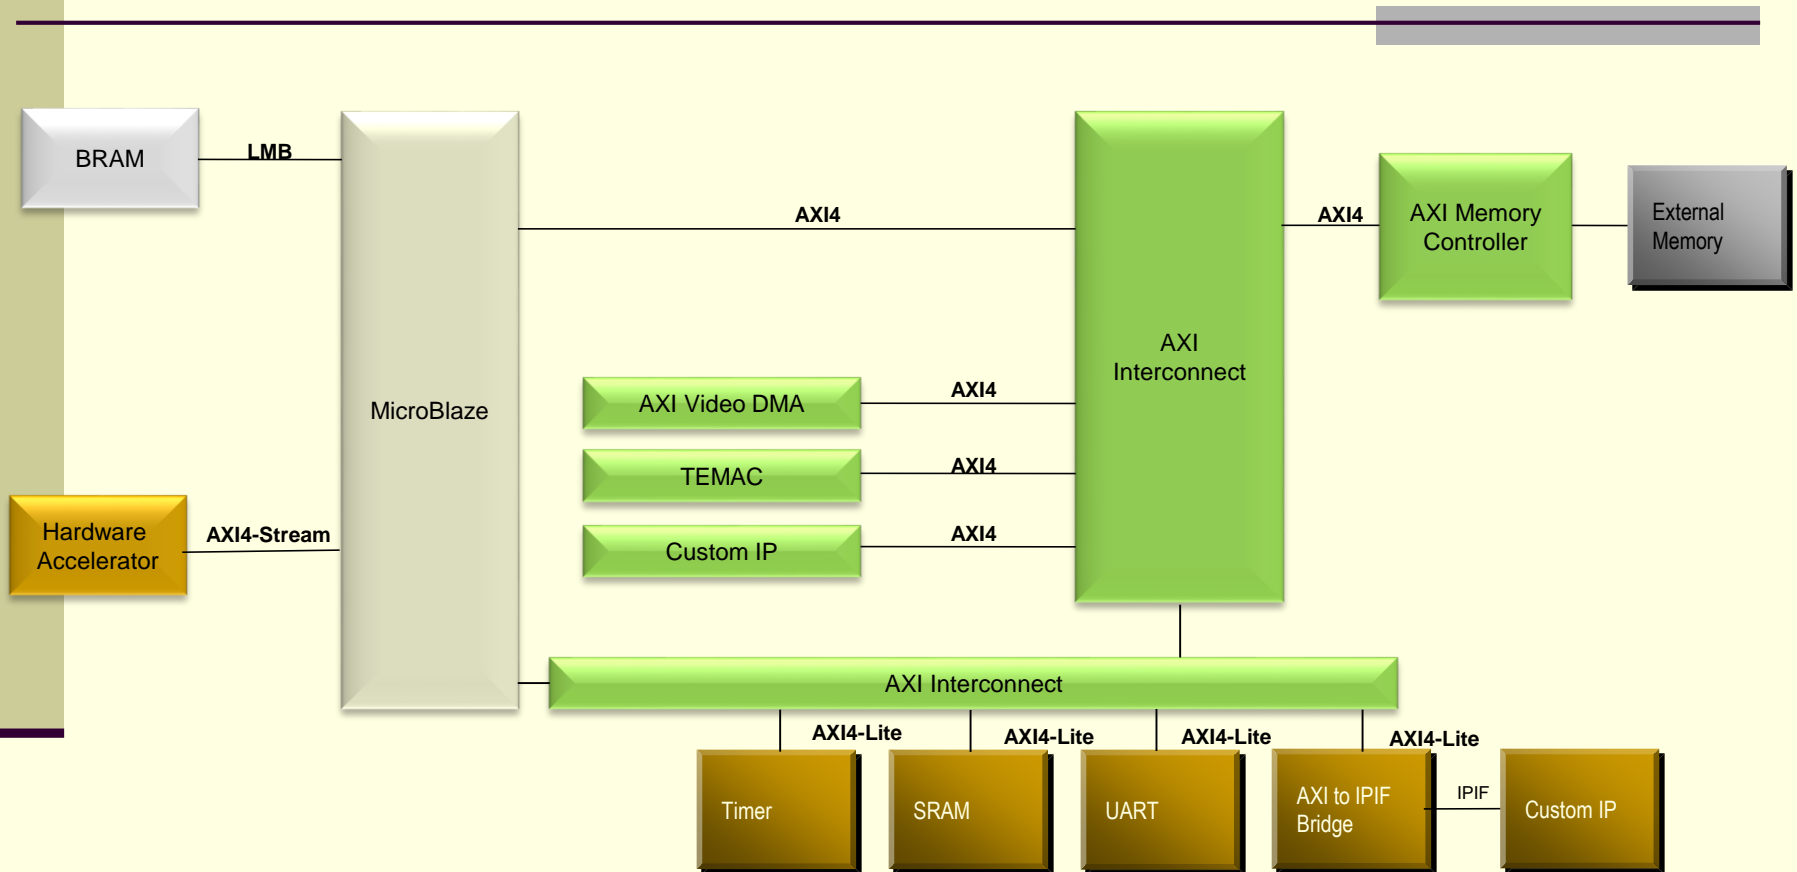 BRAM
LMB
MicroBlaze
Hardware
Accelerator
AXI4-Stream
AXI4
AXI
Interconnect
AXI4
AXI Memory
Controller
External
Memory
AXI Video DMA
AXI4
TEMAC
AXI4
Custom IP
AXI4
AXI Interconnect
AXI4-Lite
AXI4-Lite
AXI4-Lite
AXI4-Lite
Timer
SRAM
UART
AXI to IPIF
Bridge
IPIF
Custom IP